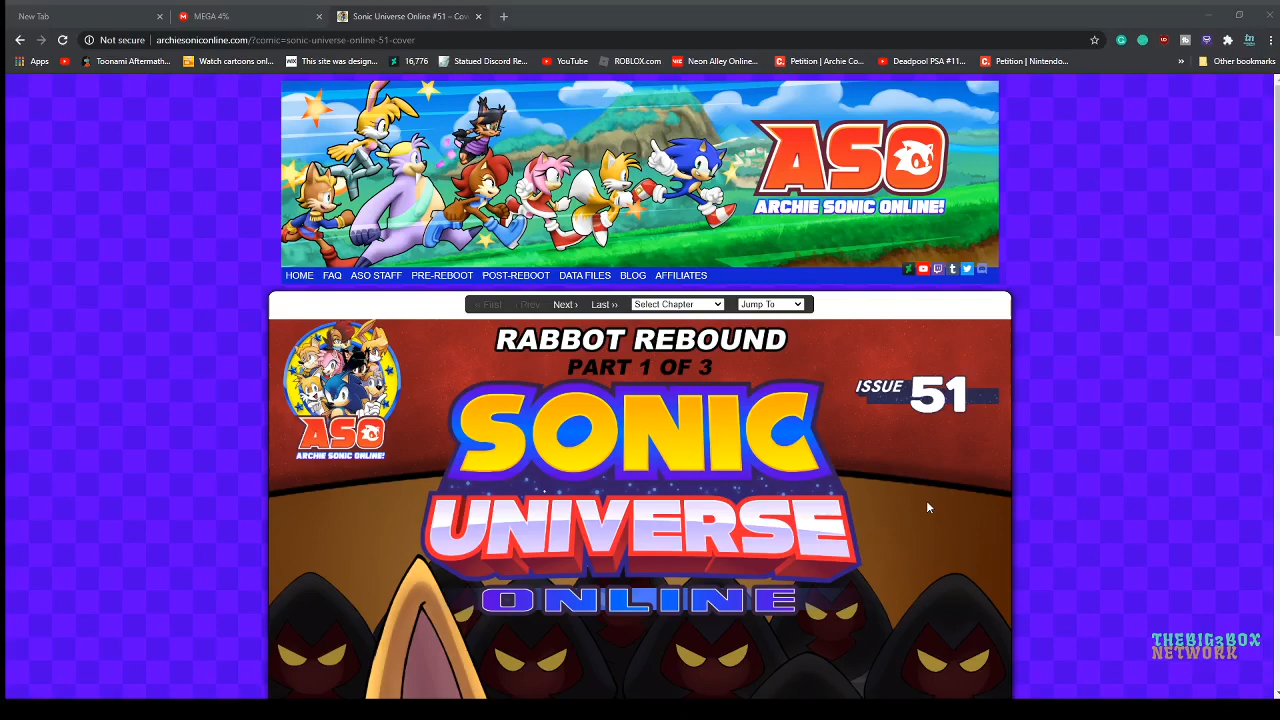 New Tab
MEGA 4%
Sonic Universe Online #51 – Cov
Not secure | archiesoniconline.com/?comic=sonic-universe-online-51-cover
Apps
Toonami Aftermath...
Watch cartoons onl...
This site was design...
16,776
Statued Discord Re...
YouTube
ROBLOX.com
Neon Alley Online...
Petition | Archie Co...
Deadpool PSA #11...
Petition | Nintendo...
»
Other bookmarks
ASO
ARCHIE SONIC ONLINE!
HOME FAQ ASO STAFF PRE-REBOOT POST-REBOOT DATA FILES BLOG AFFILIATES
‹‹ First ‹ Prev Next › Last ›› Select Chapter Jump To
RABBOT REBOUND
PART 1 OF 3
ISSUE 51
ASO
ARCHIE SONIC ONLINE!
SONIC
UNIVERSE
ONLINE
THEBIG3BOX
NETWORK